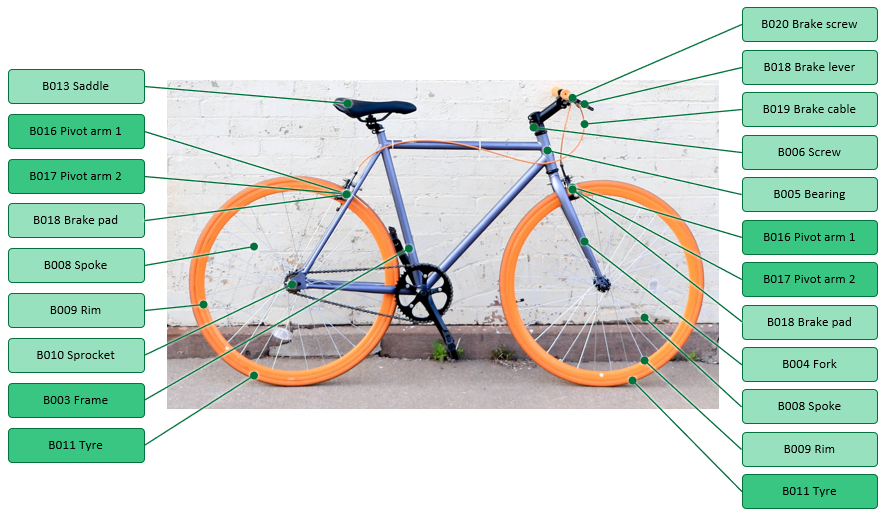 B013 Saddle
B016 Pivot arm 1
B017 Pivot arm 2
B018 Brake pad
B008 Spoke
B009 Rim
B010 Sprocket
B003 Frame
B011 Tyre
B020 Brake screw
B018 Brake lever
B019 Brake cable
B006 Screw
B005 Bearing
B016 Pivot arm 1
B017 Pivot arm 2
B018 Brake pad
B004 Fork
B008 Spoke
B009 Rim
B011 Tyre